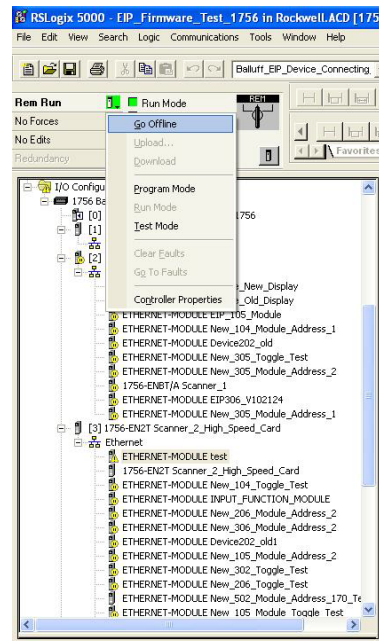 RSLogix 5000 - EIP_Firmware_Test_1756 in Rockwell.ACD [175
File Edit View Search Logic Communications Tools Window Help
Balluff_EIP_Device_Connecting.
Rem Run Run Mode REM
No Forces Go Offline
No Edits Upload...
Redundancy Download
Favorites
Program Mode
Run Mode
Test Mode
Clear Faults
Go To Faults
Controller Properties
I/O Configu
1756 Ba
[0] 1756
[1]
[2]
e_New_Display
e_Old_Display
ETHERNET-MODULE EIP_105_Module
ETHERNET-MODULE New_104_Module_Address_1
ETHERNET-MODULE Device202_old
ETHERNET-MODULE New_305_Toggle_Test
ETHERNET-MODULE New_305_Module_Address_2
1756-ENBT/A Scanner_1
ETHERNET-MODULE EIP306_V102124
ETHERNET-MODULE New_305_Module_Address_1
[3] 1756-EN2T Scanner_2_High_Speed_Card
Ethernet
ETHERNET-MODULE test
1756-EN2T Scanner_2_High_Speed_Card
ETHERNET-MODULE New_104_Toggle_Test
ETHERNET-MODULE INPUT_FUNCTION_MODULE
ETHERNET-MODULE New_206_Module_Address_2
ETHERNET-MODULE New_306_Module_Address_2
ETHERNET-MODULE Device202_old1
ETHERNET-MODULE New_105_Module_Address_2
ETHERNET-MODULE New_302_Toggle_Test
ETHERNET-MODULE New_206_Toggle_Test
ETHERNET-MODULE New_502_Module_Address_170_Te
ETHERNET-MODULE New_105_Module_Toggle_Test